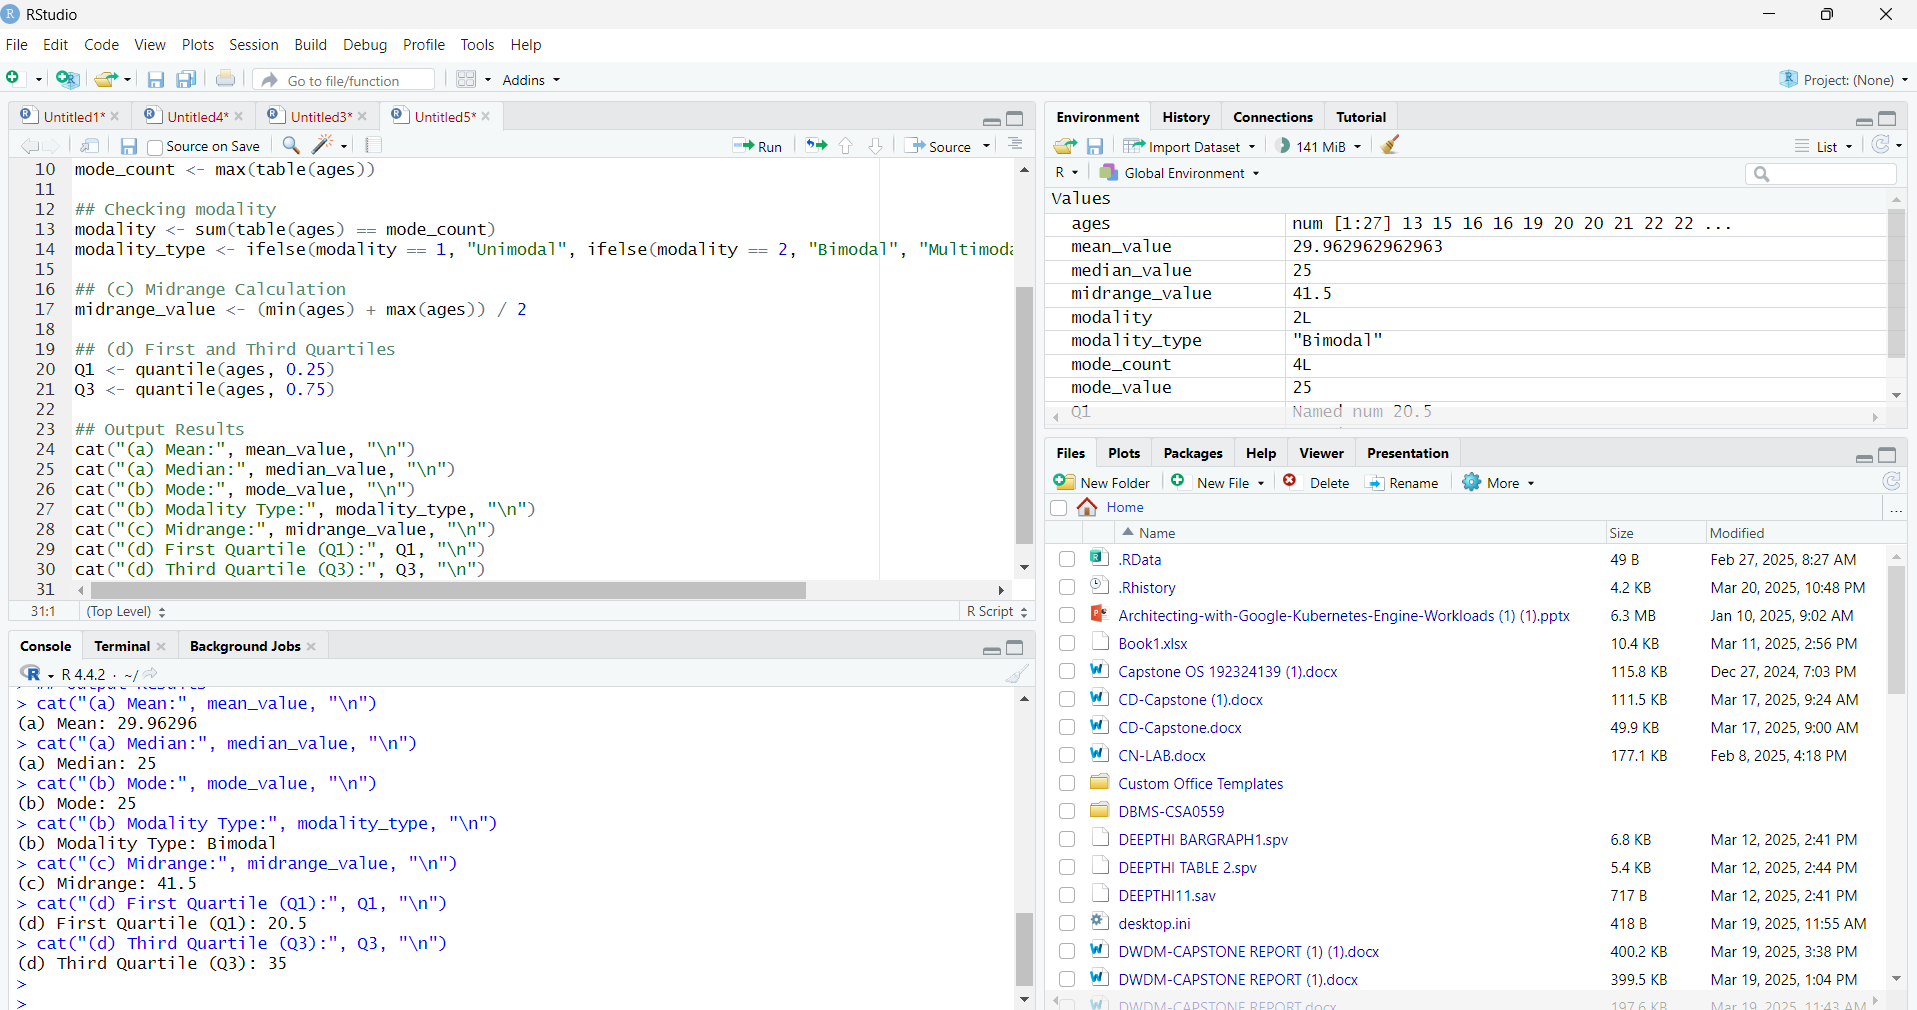 RStudio
File Edit Code View Plots Session Build Debug Profile Tools Help
Go to file/function Addins Project: (None)
Untitled1* Untitled4* Untitled3* Untitled5*
Source on Save Run Source
10 mode_count <- max(table(ages))
11
12 ## Checking modality
13 modality <- sum(table(ages) == mode_count)
14 modality_type <- ifelse(modality == 1, "Unimodal", ifelse(modality == 2, "Bimodal", "Multimoda
15
16 ## (c) Midrange Calculation
17 midrange_value <- (min(ages) + max(ages)) / 2
18
19 ## (d) First and Third Quartiles
20 Q1 <- quantile(ages, 0.25)
21 Q3 <- quantile(ages, 0.75)
22
23 ## Output Results
24 cat("(a) Mean:", mean_value, "\n")
25 cat("(a) Median:", median_value, "\n")
26 cat("(b) Mode:", mode_value, "\n")
27 cat("(b) Modality Type:", modality_type, "\n")
28 cat("(c) Midrange:", midrange_value, "\n")
29 cat("(d) First Quartile (Q1):", Q1, "\n")
30 cat("(d) Third Quartile (Q3):", Q3, "\n")
31
31:1 (Top Level) R Script
Console Terminal Background Jobs
R 4.4.2 · ~/
> ## Output Results
> cat("(a) Mean:", mean_value, "\n")
(a) Mean: 29.96296
> cat("(a) Median:", median_value, "\n")
(a) Median: 25
> cat("(b) Mode:", mode_value, "\n")
(b) Mode: 25
> cat("(b) Modality Type:", modality_type, "\n")
(b) Modality Type: Bimodal
> cat("(c) Midrange:", midrange_value, "\n")
(c) Midrange: 41.5
> cat("(d) First Quartile (Q1):", Q1, "\n")
(d) First Quartile (Q1): 20.5
> cat("(d) Third Quartile (Q3):", Q3, "\n")
(d) Third Quartile (Q3): 35
>
>
Environment History Connections Tutorial
Import Dataset 141 MiB List
R Global Environment
Values
ages num [1:27] 13 15 16 16 19 20 20 21 22 22 ...
mean_value 29.962962962963
median_value 25
midrange_value 41.5
modality 2L
modality_type "Bimodal"
mode_count 4L
mode_value 25
Q1 Named num 20.5
Files Plots Packages Help Viewer Presentation
New Folder New File Delete Rename More
Home ...
Name Size Modified
.RData 49 B Feb 27, 2025, 8:27 AM
.Rhistory 4.2 KB Mar 20, 2025, 10:48 PM
Architecting-with-Google-Kubernetes-Engine-Workloads (1) (1).pptx 6.3 MB Jan 10, 2025, 9:02 AM
Book1.xlsx 10.4 KB Mar 11, 2025, 2:56 PM
Capstone OS 192324139 (1).docx 115.8 KB Dec 27, 2024, 7:03 PM
CD-Capstone (1).docx 111.5 KB Mar 17, 2025, 9:24 AM
CD-Capstone.docx 49.9 KB Mar 17, 2025, 9:00 AM
CN-LAB.docx 177.1 KB Feb 8, 2025, 4:18 PM
Custom Office Templates
DBMS-CSA0559
DEEPTHI BARGRAPH1.spv 6.8 KB Mar 12, 2025, 2:41 PM
DEEPTHI TABLE 2.spv 5.4 KB Mar 12, 2025, 2:44 PM
DEEPTHI11.sav 717 B Mar 12, 2025, 2:41 PM
desktop.ini 418 B Mar 19, 2025, 11:55 AM
DWDM-CAPSTONE REPORT (1) (1).docx 400.2 KB Mar 19, 2025, 3:38 PM
DWDM-CAPSTONE REPORT (1).docx 399.5 KB Mar 19, 2025, 1:04 PM
DWDM-CAPSTONE REPORT.docx 197.6 KB Mar 19, 2025, 11:43 AM